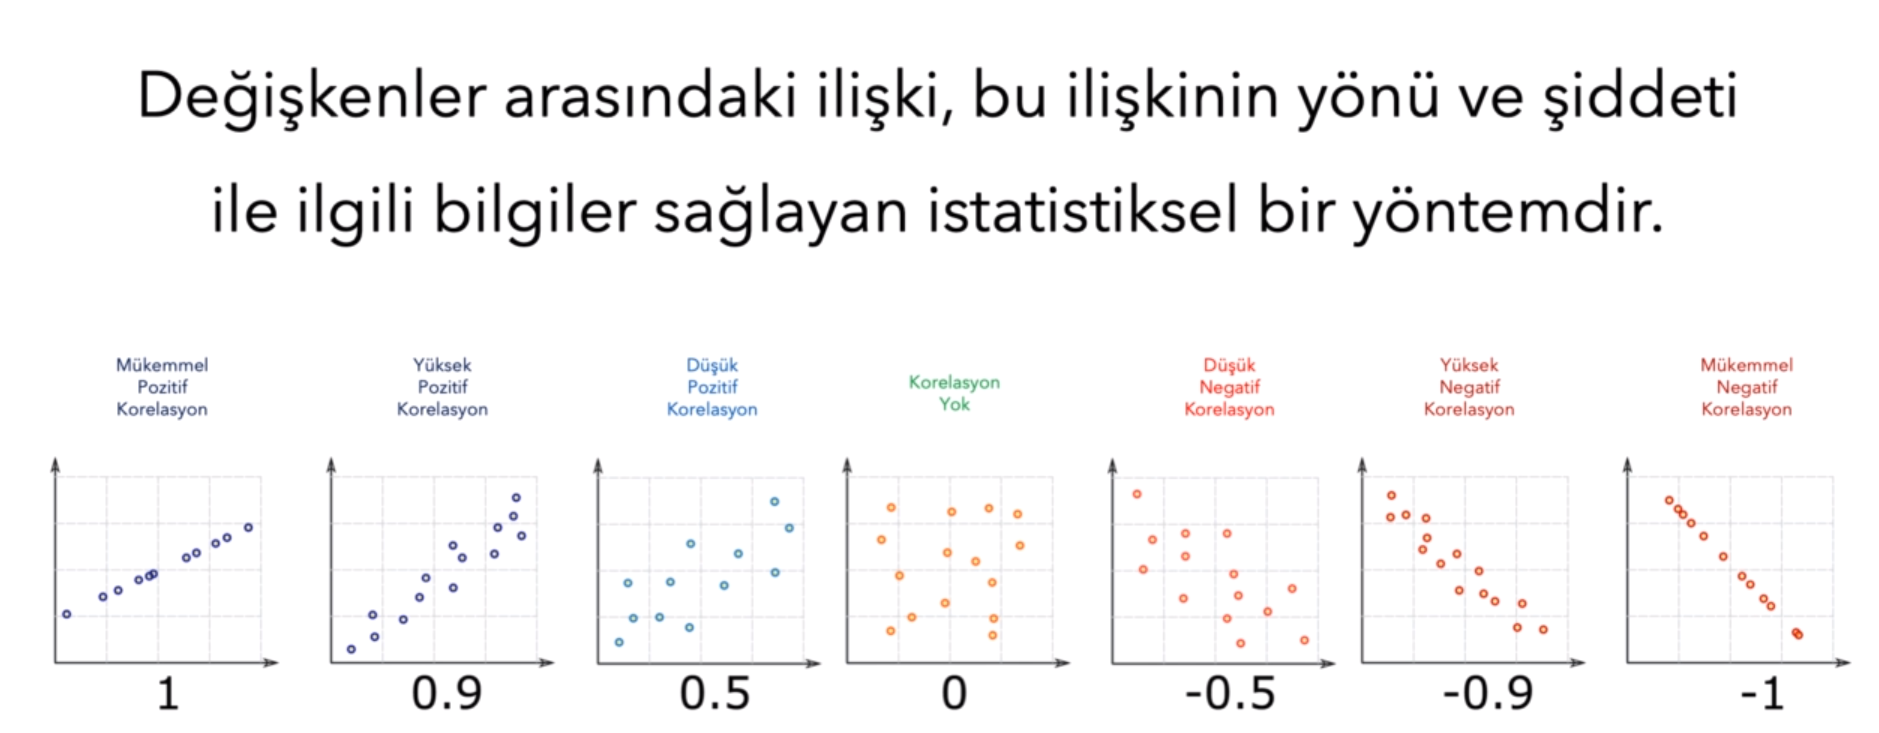 Değişkenler arasındaki ilişki, bu ilişkinin yönü ve şiddeti
ile ilgili bilgiler sağlayan istatistiksel bir yöntemdir.
Mükemmel
Pozitif
Korelasyon
Yüksek
Pozitif
Korelasyon
Düşük
Pozitif
Korelasyon
Korelasyon
Yok
Düşük
Negatif
Korelasyon
Yüksek
Negatif
Korelasyon
Mükemmel
Negatif
Korelasyon
1
0.9
0.5
0
-0.5
-0.9
-1